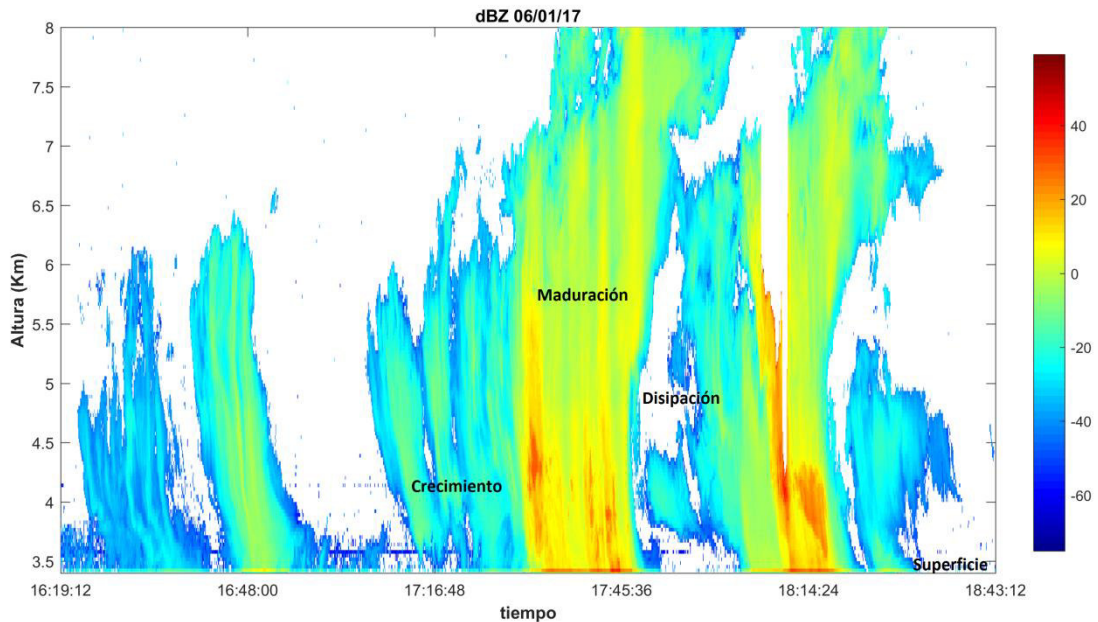 dBZ 06/01/17
8
7.5
7
6.5
6
5.5
5
4.5
4
3.5
Altura (Km)
Maduración
Disipación
Crecimiento
Superficie
16:19:12 16:48:00 17:16:48 17:45:36 18:14:24 18:43:12
tiempo
40
20
0
-20
-40
-60